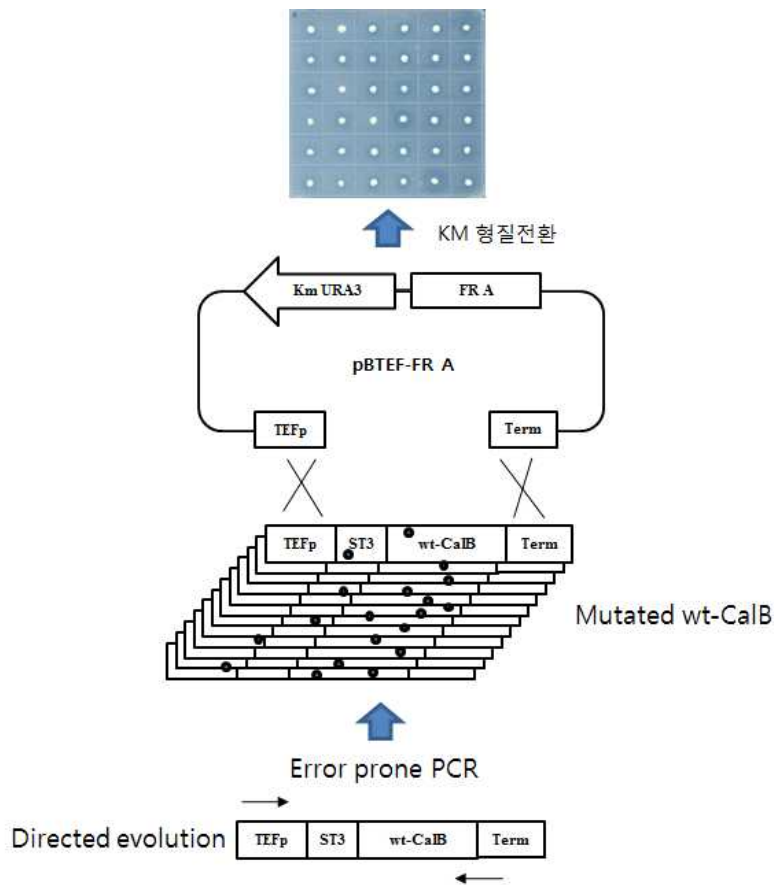 KM 형질전환
Km URA3 FR A
pBTEF-FR A
TEFp Term
TEFp ST3 wt-CalB Term
Mutated wt-CalB
Error prone PCR
Directed evolution TEFp ST3 wt-CalB Term